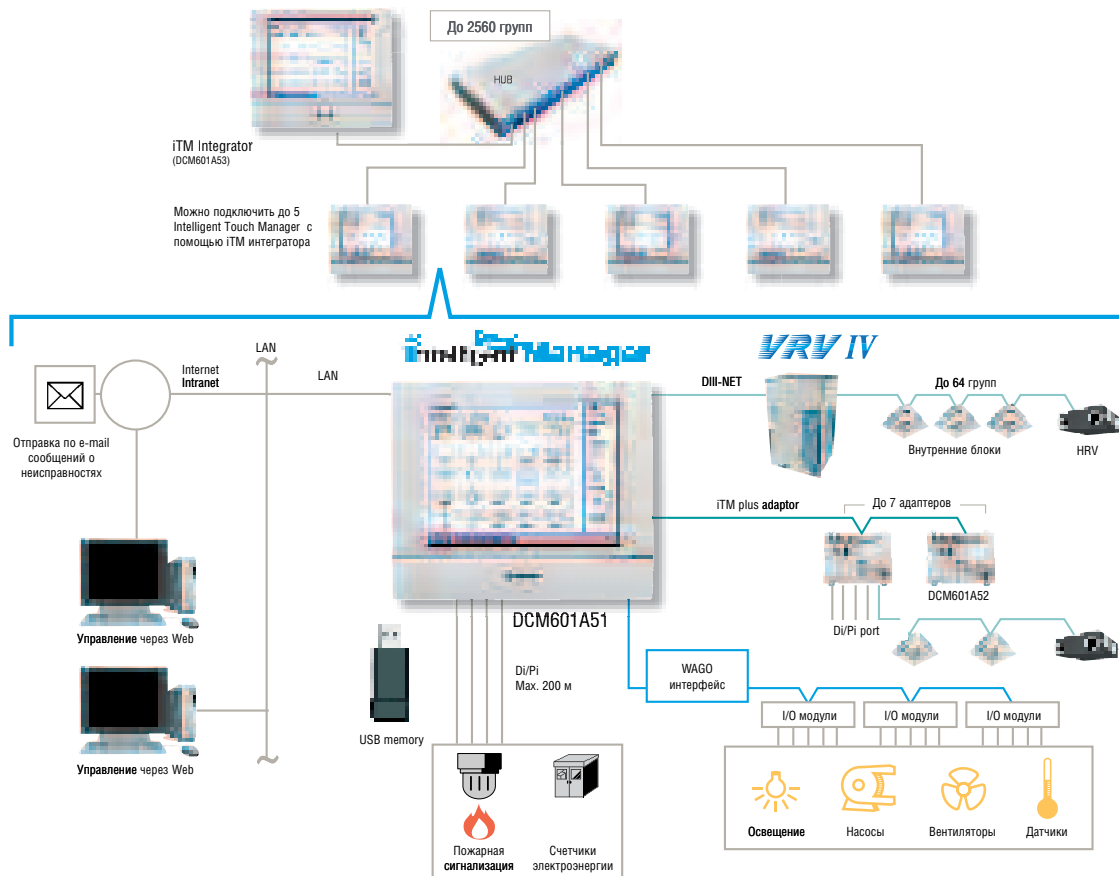 До 2560 групп
HUB
iTM Integrator
(DCM601A53)
Можно подключить до 5
Intelligent Touch Manager с
помощью iTM интегратора
LAN
Internet
Intranet
LAN
intelligent Manager
VRV IV
DIII-NET
До 64 групп
Отправка по e-mail
сообщений о
неисправностях
Внутренние блоки
HRV
iTM plus adaptor
До 7 адаптеров
DCM601A52
DCM601A51
Di/Pi port
Управление через Web
Di/Pi
Max. 200 м
WAGO
интерфейс
I/O модули
I/O модули
I/O модули
USB memory
Управление через Web
Освещение
Насосы
Вентиляторы
Датчики
Пожарная
сигнализация
Счетчики
электроэнергии